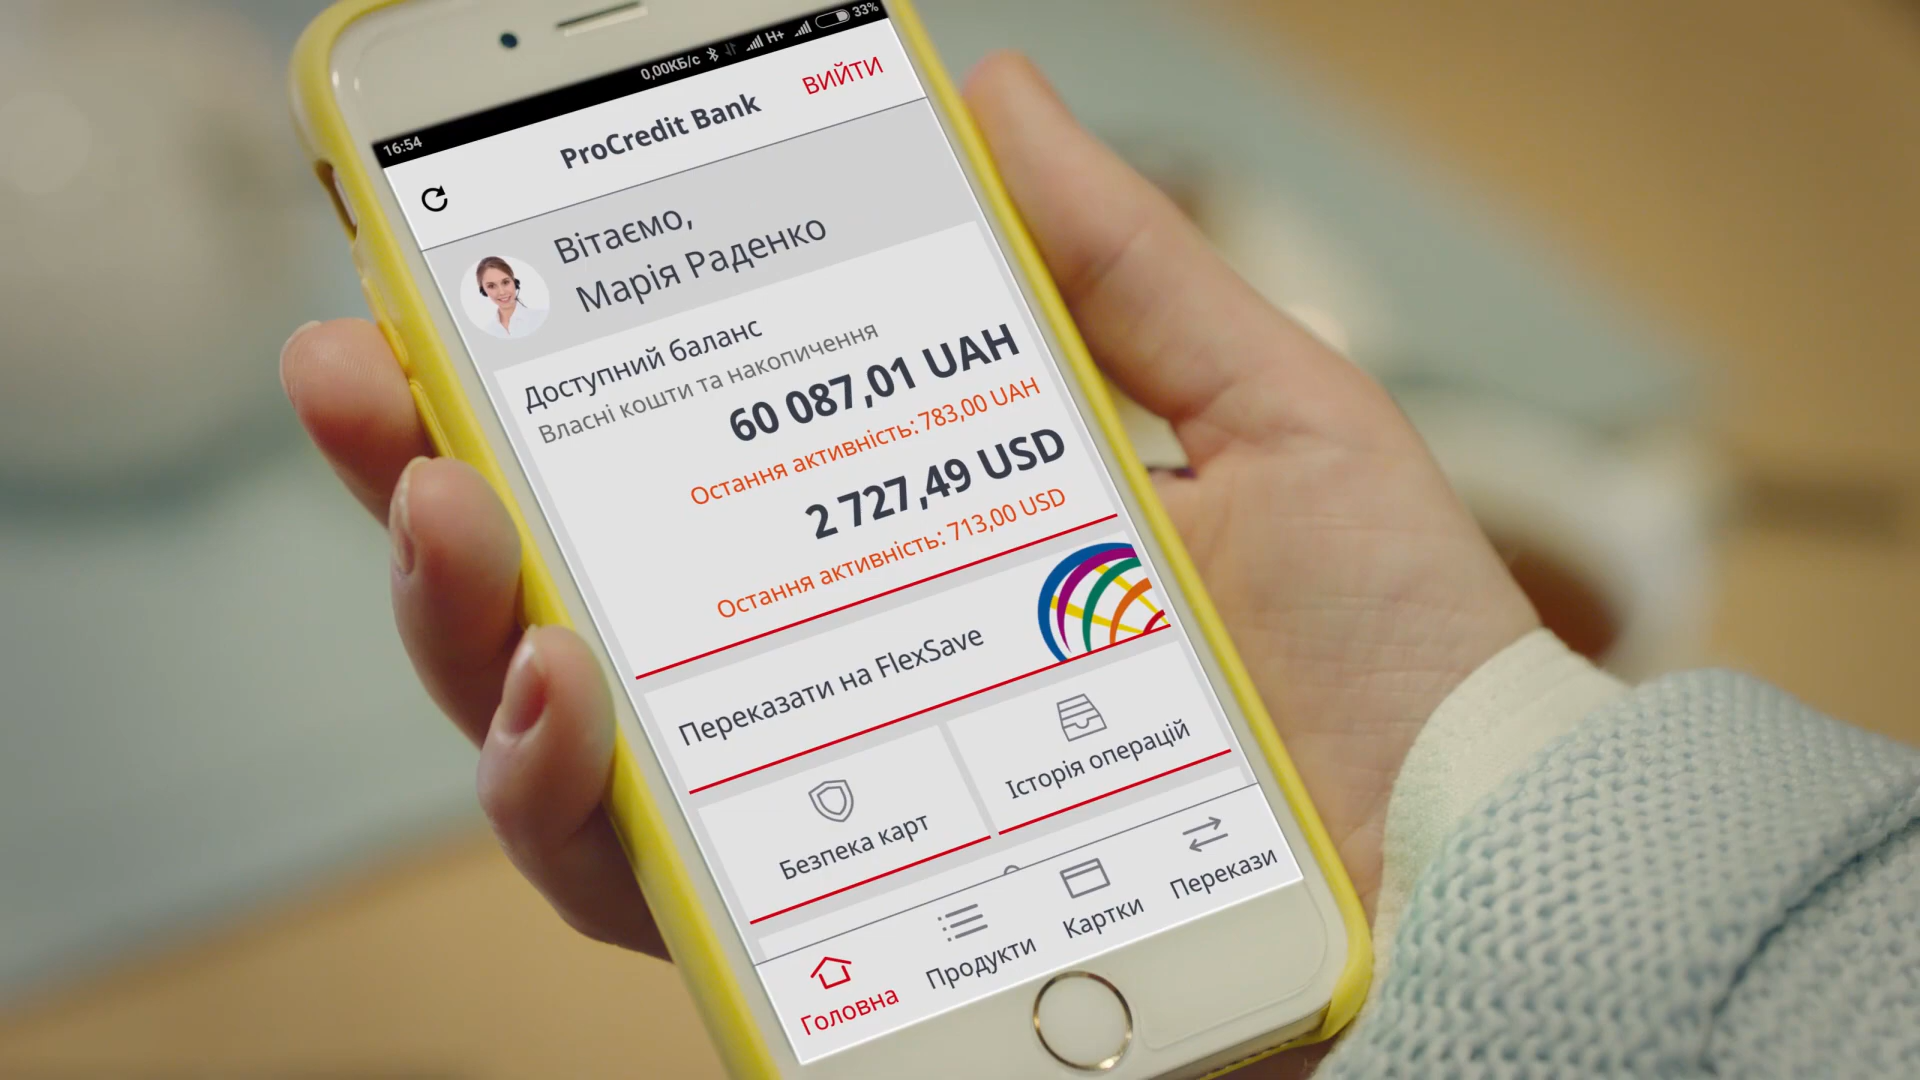 0,00КБ/с H+ 33%
16:54
ProCredit Bank
ВИЙТИ
Вітаємо,
Марія Раденко
Доступний баланс
Власні кошти та накопичення
60 087,01 UAH
Остання активність: 783,00 UAH
2 727,49 USD
Остання активність: 713,00 USD
Переказати на FlexSave
Безпека карт
Історія операцій
Головна
Продукти
Картки
Перекази